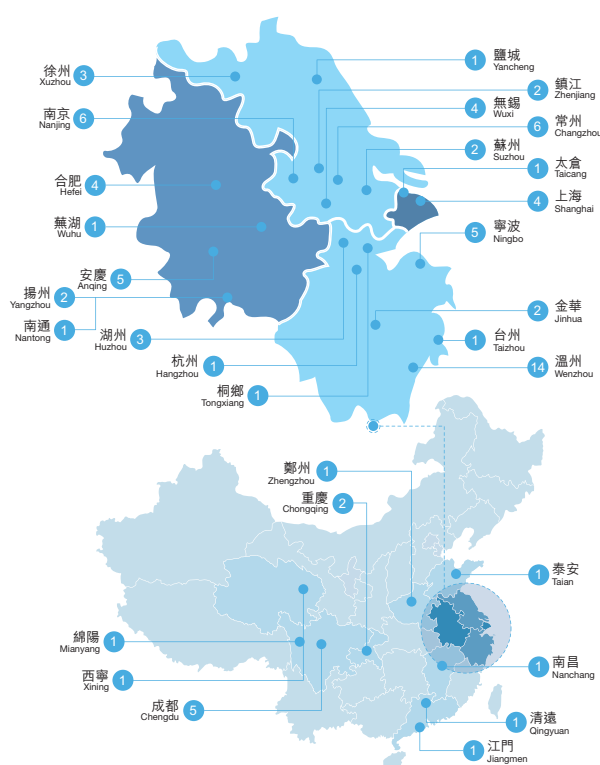 徐州
Xuzhou
3
南京
Nanjing
6
合肥
Hefei
4
蕪湖
Wuhu
1
安慶
Anqing
5
揚州
Yangzhou
2
南通
Nantong
1
湖州
Huzhou
3
杭州
Hangzhou
1
桐鄉
Tongxiang
1
1
鹽城
Yancheng
2
鎮江
Zhenjiang
4
無錫
Wuxi
6
常州
Changzhou
2
蘇州
Suzhou
1
太倉
Taicang
4
上海
Shanghai
5
寧波
Ningbo
2
金華
Jinhua
1
台州
Taizhou
14
溫州
Wenzhou
鄭州
Zhengzhou
1
重慶
Chongqing
2
1
泰安
Taian
綿陽
Mianyang
1
西寧
Xining
1
成都
Chengdu
5
1
南昌
Nanchang
1
清遠
Qingyuan
1
江門
Jiangmen